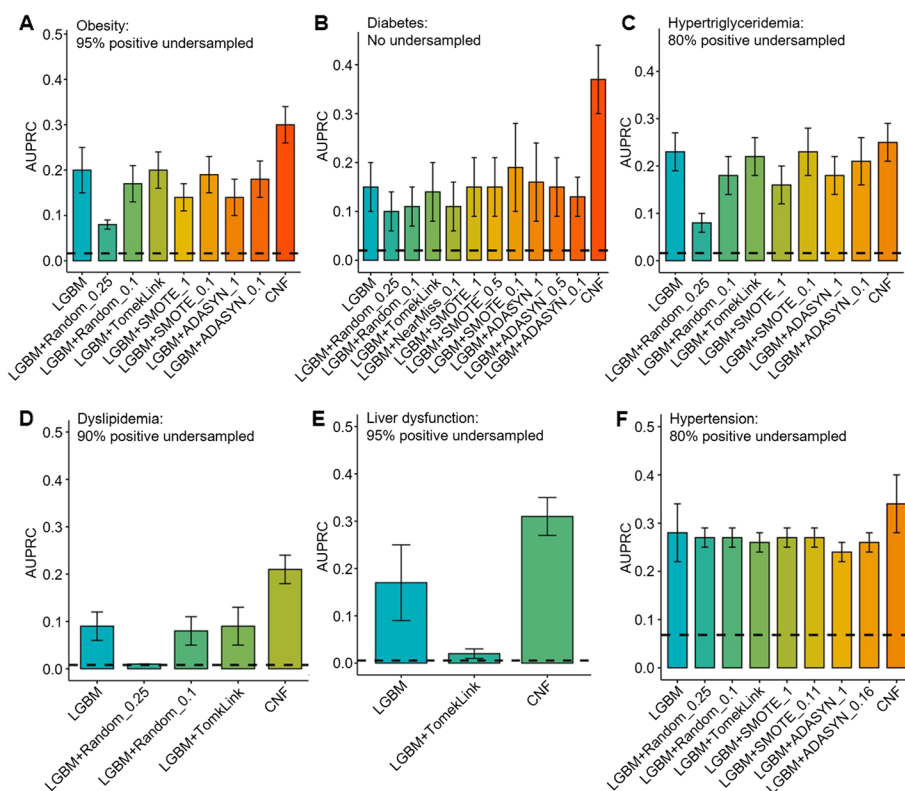 A Obesity:
95% positive undersampled
AUPRC
0.5
0.4
0.3
0.2
0.1
0.0
LGBM
LGBM+Random_0.25
LGBM+Random_0.1
LGBM+TomekLink
LGBM+SMOTE_1
LGBM+SMOTE_0.1
LGBM+ADASYN_1
LGBM+ADASYN_0.1
CNF
B Diabetes:
No undersampled
AUPRC
0.4
0.3
0.2
0.1
0.0
LGBM
LGBM+Random_0.25
LGBM+Random_0.1
LGBM+TomekLink
LGBM+NearMiss_0.1
LGBM+SMOTE_1
LGBM+SMOTE_0.5
LGBM+SMOTE_0.1
LGBM+ADASYN_1
LGBM+ADASYN_0.5
LGBM+ADASYN_0.1
CNF
C Hypertriglyceridemia:
80% positive undersampled
AUPRC
0.4
0.3
0.2
0.1
0.0
LGBM
LGBM+Random_0.25
LGBM+Random_0.1
LGBM+TomekLink
LGBM+SMOTE_1
LGBM+SMOTE_0.1
LGBM+ADASYN_1
LGBM+ADASYN_0.1
CNF
D Dyslipidemia:
90% positive undersampled
AUPRC
0.5
0.4
0.3
0.2
0.1
0.0
LGBM
LGBM+Random_0.25
LGBM+Random_0.1
LGBM+TomkLink
CNF
E Liver dysfunction:
95% positive undersampled
AUPRC
0.5
0.4
0.3
0.2
0.1
0.0
LGBM
LGBM+TomekLink
CNF
F Hypertension:
80% positive undersampled
AUPRC
0.5
0.4
0.3
0.2
0.1
0.0
LGBM
LGBM+Random_0.25
LGBM+Random_0.1
LGBM+TomekLink
LGBM+SMOTE_1
LGBM+SMOTE_0.11
LGBM+ADASYN_1
LGBM+ADASYN_0.16
CNF